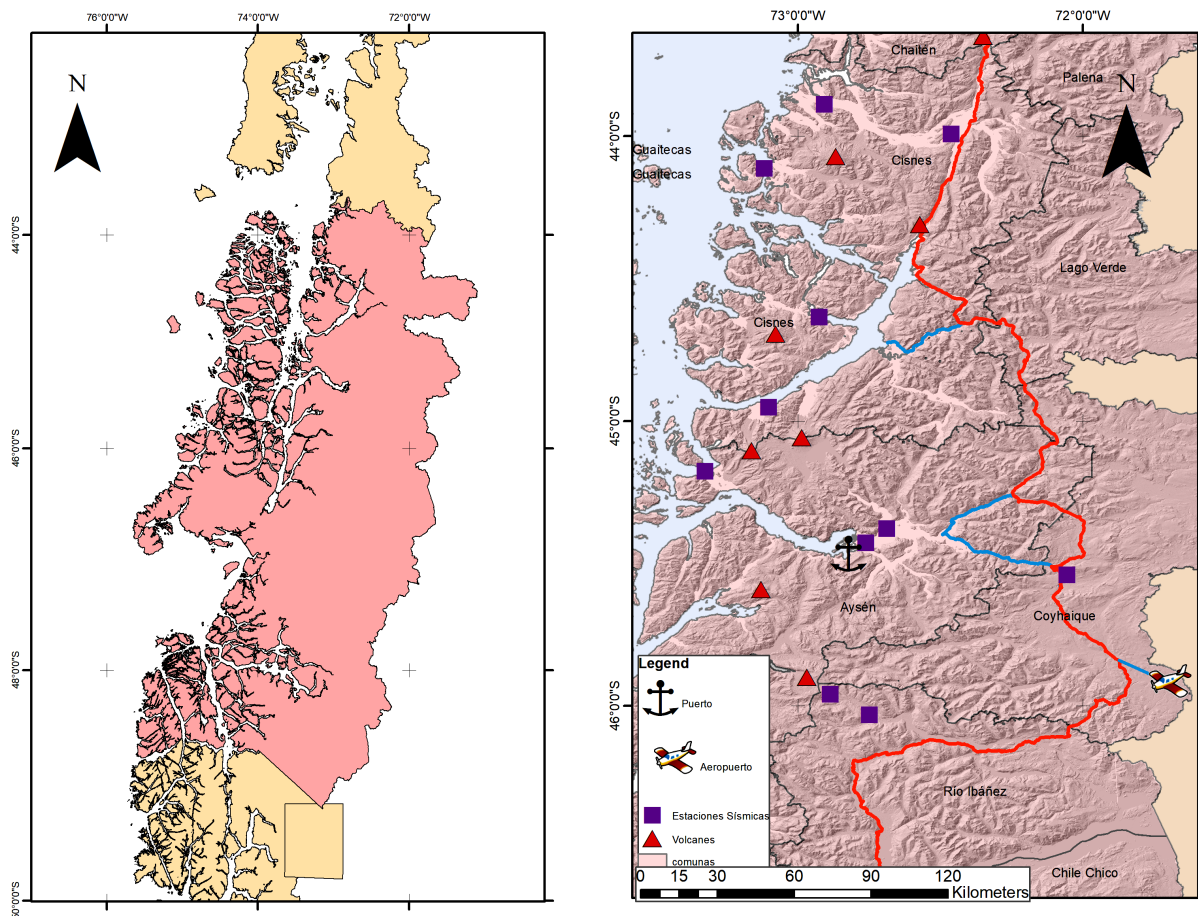 76°0'0"W 74°0'0"W 72°0'0"W
N
44°0'0"S
46°0'0"S
48°0'0"S
73°0'0"W 72°0'0"W
Chaitén
Palena
N
44°0'0"S
Guaitecas
Guaitecas
Cisnes
Lago Verde
Cisnes
45°0'0"S
Aysén
Coyhaique
46°0'0"S
Río Ibáñez
Chile Chico
Legend
Puerto
Aeropuerto
Estaciones Sísmicas
Volcanes
comunas
0 15 30 60 90 120
Kilometers